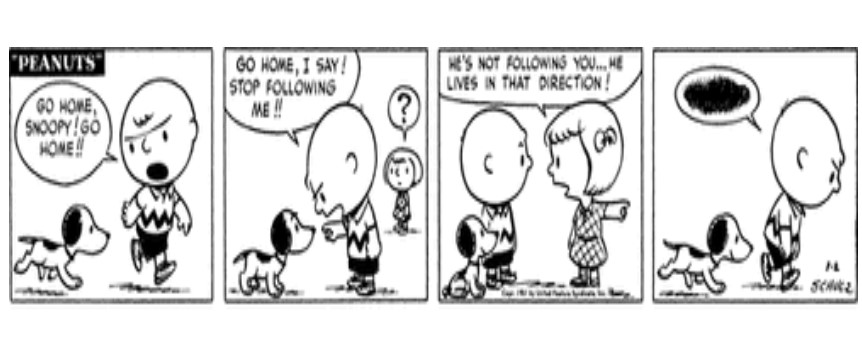 "PEANUTS"
GO HOME,
SNOOPY! GO
HOME!!
GO HOME, I SAY!
STOP FOLLOWING
ME!!
?
HE'S NOT FOLLOWING YOU... HE
LIVES IN THAT DIRECTION!
SCHULZ